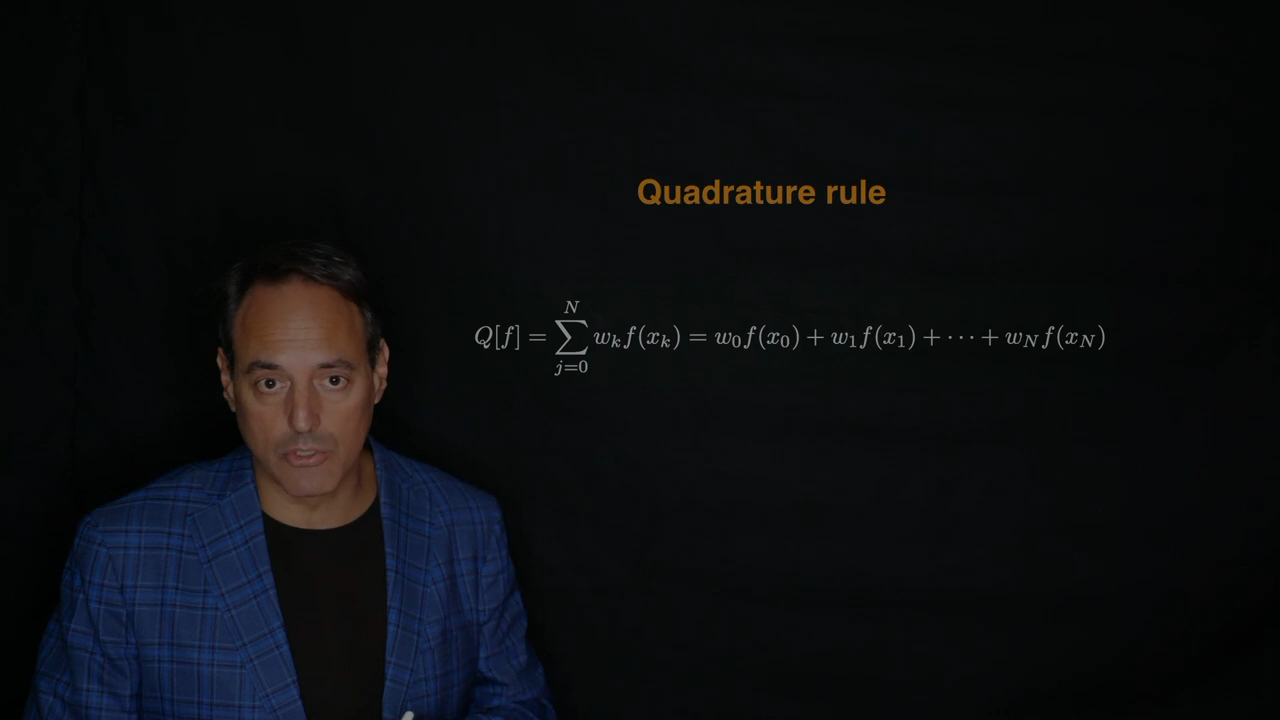 Quadrature rule
Q[f] = \sum_{j=0}^{N} w_k f(x_k) = w_0 f(x_0) + w_1 f(x_1) + \cdots + w_N f(x_N)